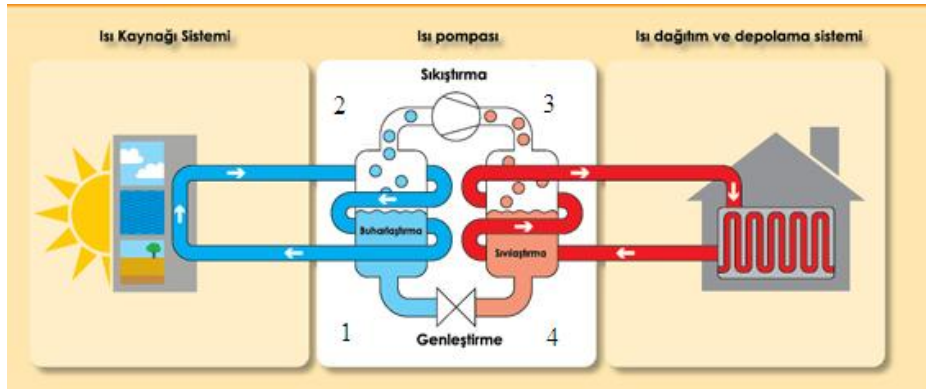 Isı Kaynağı Sistemi
Isı pompası
Isı dağıtım ve depolama sistemi
Sıkıştırma
2
3
Buharlaştırma
Sıvılaştırma
1
4
Genleştirme